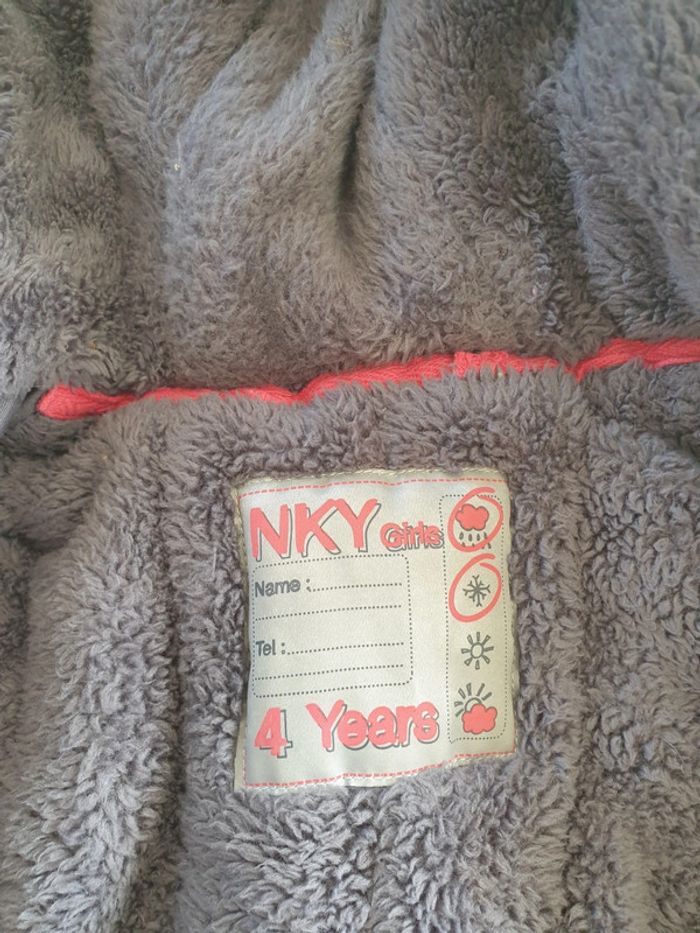 NKY Girls
Name :
Tel :
4 Years